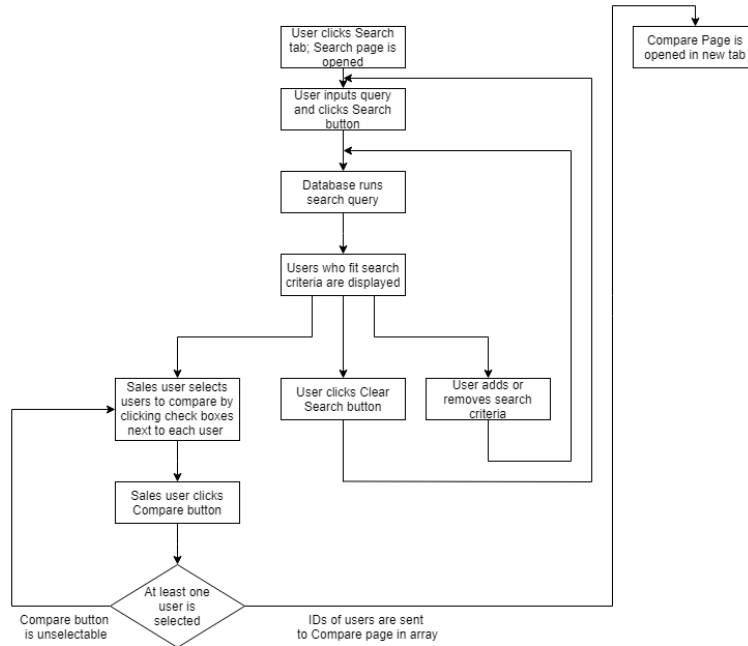 User clicks Search
tab; Search page is
opened
Compare Page is
opened in new tab
User inputs query
and clicks Search
button
Database runs
search query
Users who fit search
criteria are displayed
Sales user selects
users to compare by
clicking check boxes
next to each user
User clicks Clear
Search button
User adds or
removes search
criteria
Sales user clicks
Compare button
At least one
user is
selected
Compare button
is unselectable
IDs of users are sent
to Compare page in array